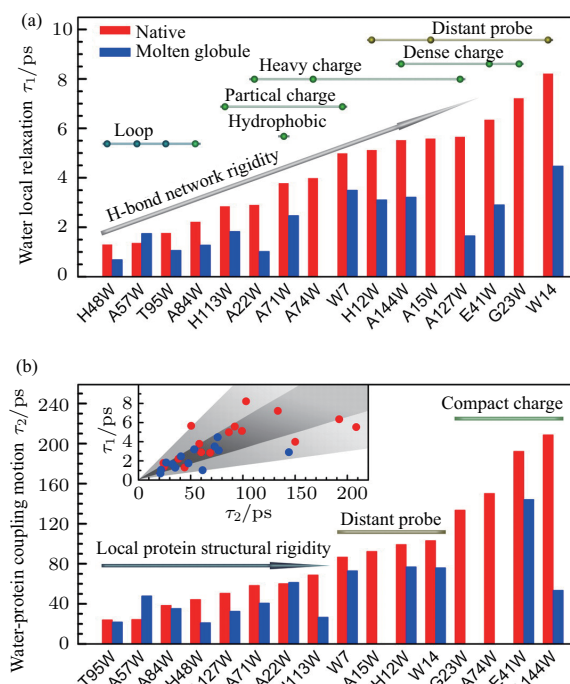 (a)
Native
Molten globule
Distant probe
Dense charge
Heavy charge
Partical charge
Hydrophobic
Loop
H-bond network rigidity
Water local relaxation τ1/ps
10
8
6
4
2
0
H48W
A57W
T95W
A84W
H113W
A22W
A71W
A74W
W7
H12W
A144W
A15W
A127W
E41W
G23W
W14
(b)
Water-protein coupling motion τ2/ps
240
200
160
120
80
40
0
τ1/ps
8
6
4
2
0
0 50 100 150 200
τ2/ps
Compact charge
Distant probe
Local protein structural rigidity
T95W
A57W
A84W
H48W
127W
A71W
A22W
113W
W7
A15W
H12W
W14
G23W
A74W
E41W
144W